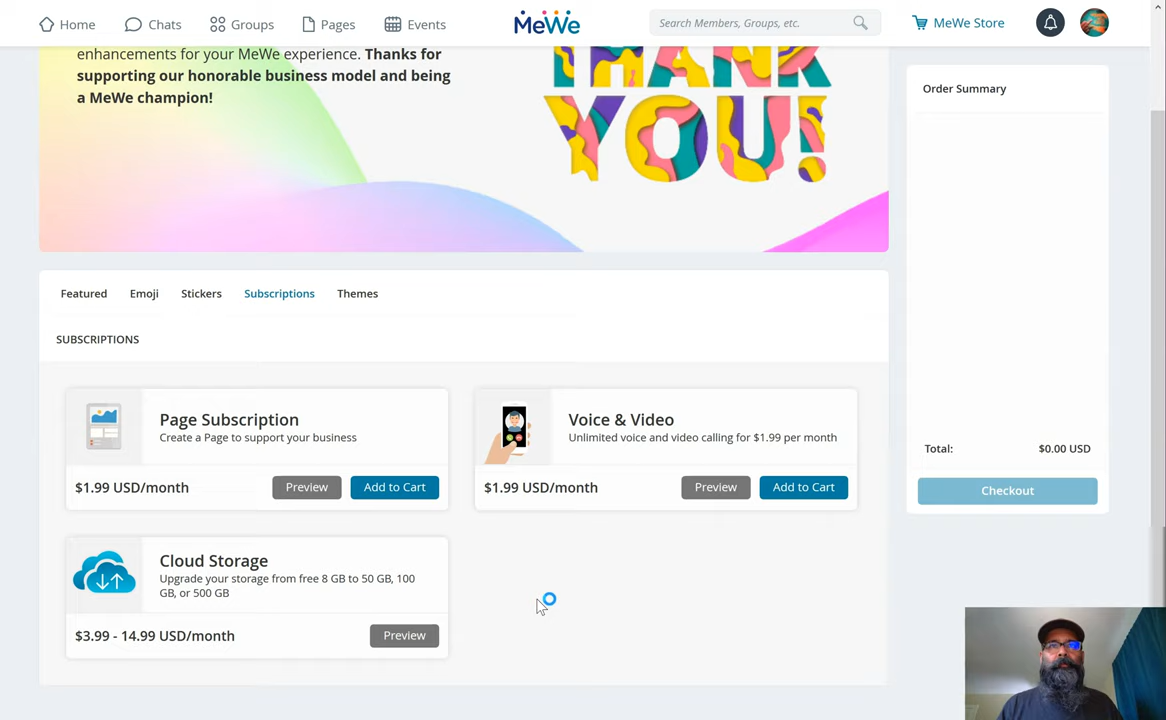 Home
Chats
Groups
Pages
Events
MeWe
Search Members, Groups, etc.
MeWe Store
enhancements for your MeWe experience. Thanks for
supporting our honorable business model and being
a MeWe champion!
THANK
YOU!
Order Summary
Total: $0.00 USD
Checkout
Featured
Emoji
Stickers
Subscriptions
Themes
SUBSCRIPTIONS
Page Subscription
Create a Page to support your business
$1.99 USD/month
Preview
Add to Cart
Voice & Video
Unlimited voice and video calling for $1.99 per month
$1.99 USD/month
Preview
Add to Cart
Cloud Storage
Upgrade your storage from free 8 GB to 50 GB, 100
GB, or 500 GB
$3.99 - 14.99 USD/month
Preview